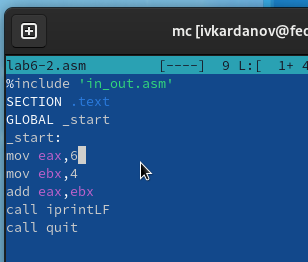 mc [ivkardanov@fed
lab6-2.asm [----] 9 L:[ 1+ 4
%include 'in_out.asm'
SECTION .text
GLOBAL _start
_start:
mov eax,6
mov ebx,4
add eax,ebx
call iprintLF
call quit